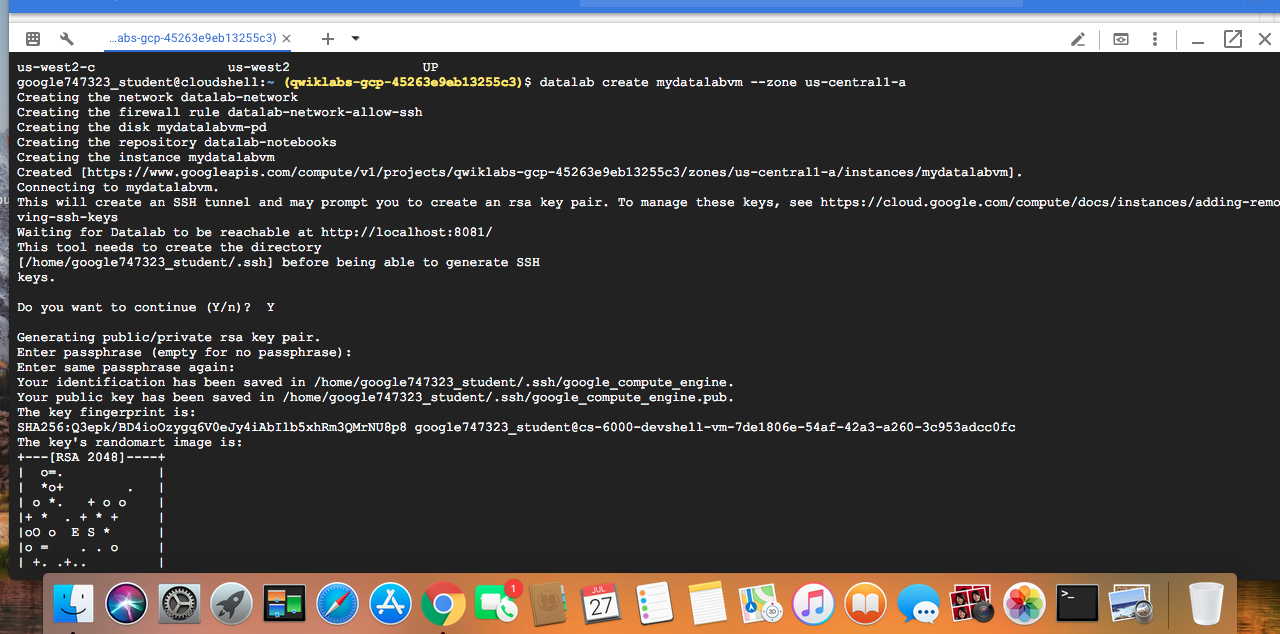 ...abs-gcp-45263e9eb13255c3)
us-west2-c                 us-west2                 UP
google747323_student@cloudshell:~ (qwiklabs-gcp-45263e9eb13255c3)$ datalab create mydatalabvm --zone us-central1-a
Creating the network datalab-network
Creating the firewall rule datalab-network-allow-ssh
Creating the disk mydatalabvm-pd
Creating the repository datalab-notebooks
Creating the instance mydatalabvm
Created [https://www.googleapis.com/compute/v1/projects/qwiklabs-gcp-45263e9eb13255c3/zones/us-central1-a/instances/mydatalabvm].
Connecting to mydatalabvm.
This will create an SSH tunnel and may prompt you to create an rsa key pair. To manage these keys, see https://cloud.google.com/compute/docs/instances/adding-remo
ving-ssh-keys
Waiting for Datalab to be reachable at http://localhost:8081/
This tool needs to create the directory
[/home/google747323_student/.ssh] before being able to generate SSH
keys.
Do you want to continue (Y/n)?  Y
Generating public/private rsa key pair.
Enter passphrase (empty for no passphrase):
Enter same passphrase again:
Your identification has been saved in /home/google747323_student/.ssh/google_compute_engine.
Your public key has been saved in /home/google747323_student/.ssh/google_compute_engine.pub.
The key fingerprint is:
SHA256:Q3epk/BD4ioOzygq6V0eJy4iAbIlb5xhRm3QMrNU8p8 google747323_student@cs-6000-devshell-vm-7de1806e-54af-42a3-a260-3c953adcc0fc
The key's randomart image is:
+---[RSA 2048]----+
|  o=.            |
|  *o+        .   |
| o *.   + o o    |
|+ *  . + * +     |
|oO o  E S *      |
|o =    . . o     |
| +. .+..         |
1
JUL
27
3D
>_